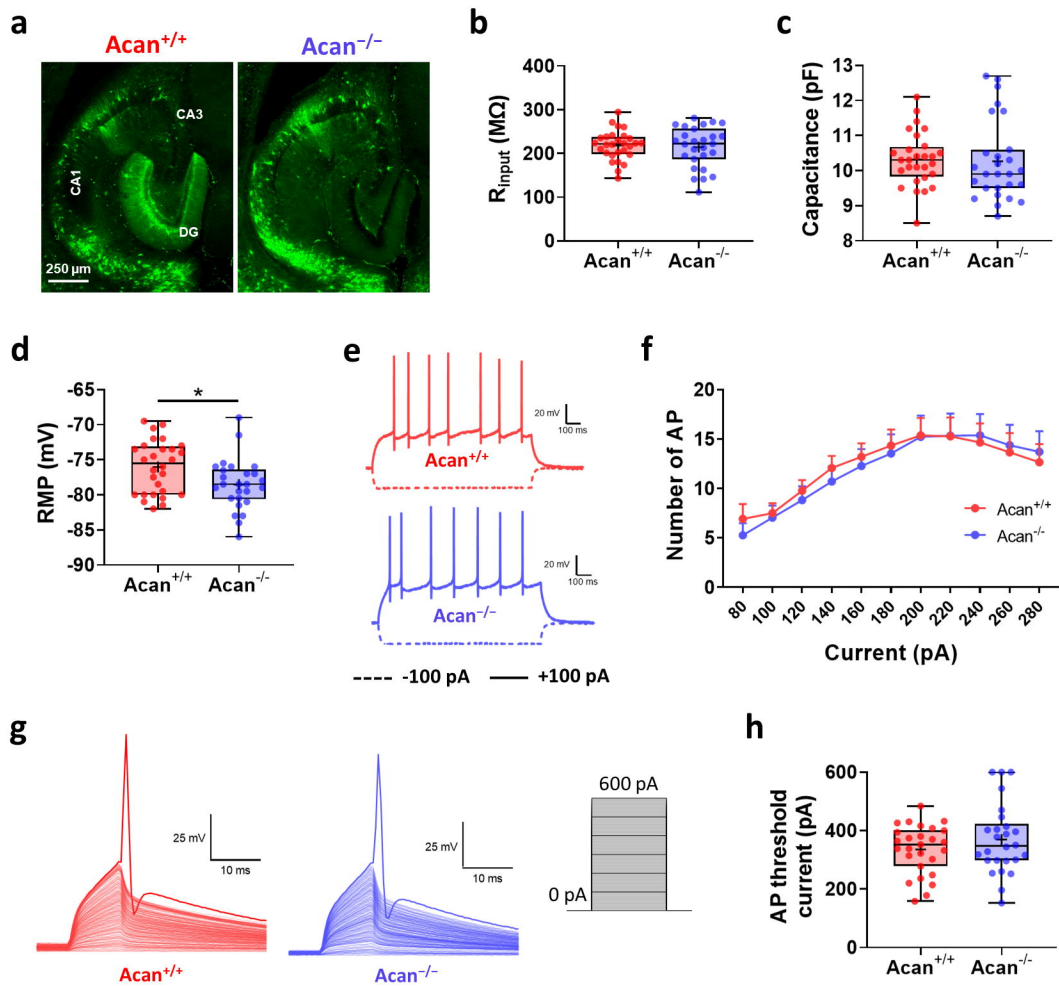 a
Acan+/+
Acan−/−
CA3
CA1
DG
250 µm
b
Rinput (MΩ)
400
300
200
100
0
Acan+/+
Acan-/-
c
Capacitance (pF)
13
12
11
10
9
8
Acan+/+
Acan-/-
d
RMP (mV)
-65
-70
-75
-80
-85
-90
*
Acan+/+
Acan-/-
e
20 mV
100 ms
Acan+/+
20 mV
100 ms
Acan−/−
-100 pA
+100 pA
f
Number of AP
20
15
10
5
0
80
100
120
140
160
180
200
220
240
260
280
Current (pA)
Acan+/+
Acan-/-
g
25 mV
10 ms
Acan+/+
25 mV
10 ms
Acan−/−
600 pA
0 pA
h
AP threshold
current (pA)
600
400
200
0
Acan+/+
Acan-/-